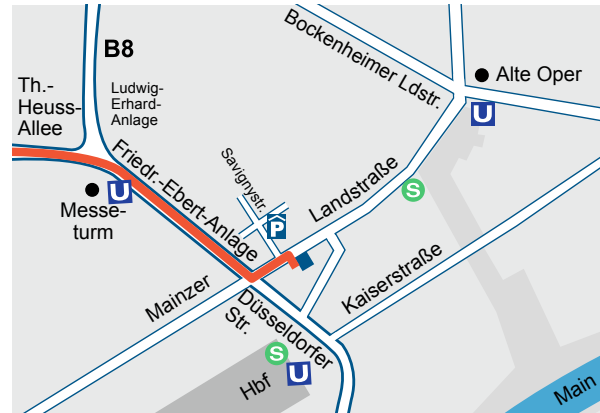 B8
Th.-
Heuss-
Allee
Ludwig-
Erhard-
Anlage
Bockenheimer Ldstr.
Alte Oper
U
Friedr.-Ebert-Anlage
U
Messe-
turm
Savignystr.
P
Landstraße
S
Mainzer
Kaiserstraße
Düsseldorfer
Str.
S
U
Hbf
Main